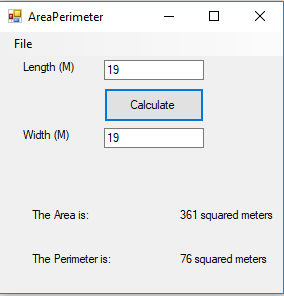 AreaPerimeter
File
Length (M) 19
Calculate
Width (M) 19
The Area is: 361 squared meters
The Perimeter is: 76 squared meters